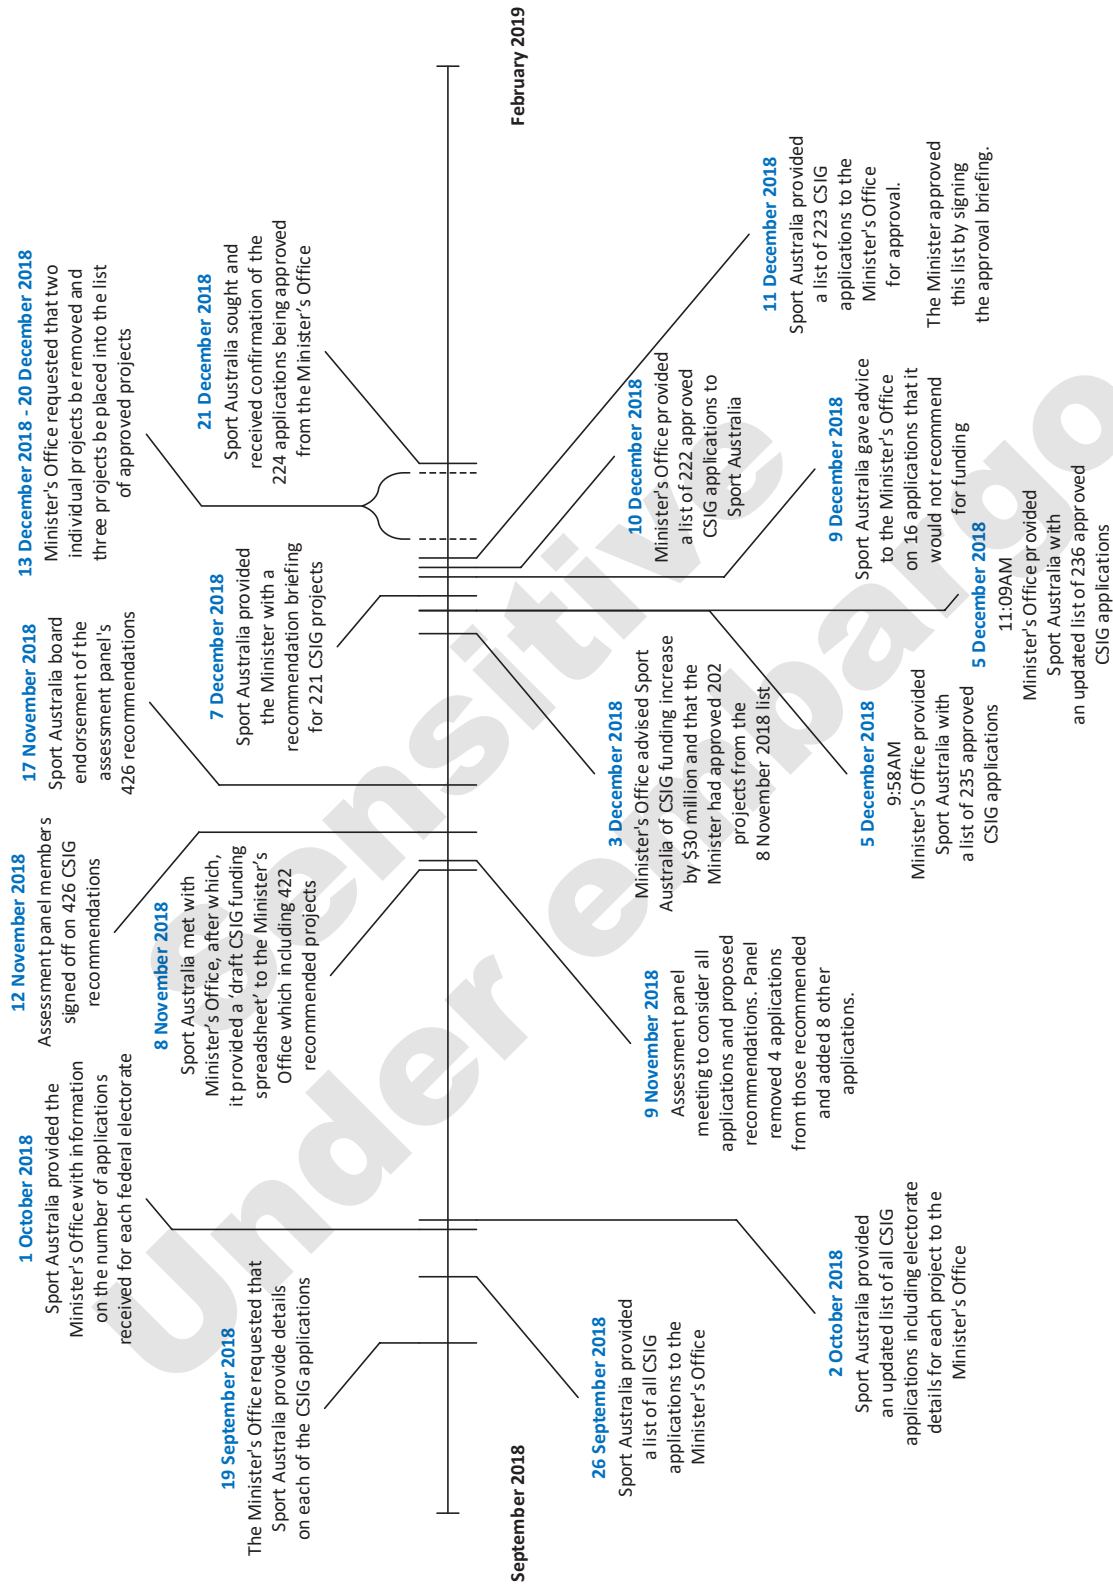 1 October 2018
Sport Australia provided the
Minister's Office with information
on the number of applications
received for each federal electorate
12 November 2018
Assessment panel members
signed off on 426 CSIG
recommendations
17 November 2018
Sport Australia board
endorsement of the
assessment panel's
426 recommendations
13 December 2018 - 20 December 2018
Minister's Office requested that two
individual projects be removed and
three projects be placed into the list
of approved projects
19 September 2018
The Minister's Office requested that
Sport Australia provide details
on each of the CSIG applications
8 November 2018
Sport Australia met with
Minister's Office, after which,
it provided a 'draft CSIG funding
spreadsheet' to the Minister's
Office which including 422
recommended projects
7 December 2018
Sport Australia provided
the Minister with a
recommendation briefing
for 221 CSIG projects
21 December 2018
Sport Australia sought and
received confirmation of the
224 applications being approved
from the Minister's Office
September 2018
February 2019
26 September 2018
Sport Australia provided
a list of all CSIG
applications to the
Minister's Office
9 November 2018
Assessment panel
meeting to consider all
applications and proposed
recommendations. Panel
removed 4 applications
from those recommended
and added 8 other
applications.
3 December 2018
Minister's Office advised Sport
Australia of CSIG funding increase
by $30 million and that the
Minister had approved 202
projects from the
8 November 2018 list
10 December 2018
Minister's Office provided
a list of 222 approved
CSIG applications to
Sport Australia
11 December 2018
Sport Australia provided
a list of 223 CSIG
applications to the
Minister's Office
for approval.
The Minister approved
this list by signing
the approval briefing.
2 October 2018
Sport Australia provided
an updated list of all CSIG
applications including electorate
details for each project to the
Minister's Office
5 December 2018
9:58AM
Minister's Office provided
Sport Australia with
a list of 235 approved
CSIG applications
9 December 2018
Sport Australia gave advice
to the Minister's Office
on 16 applications that it
would not recommend
for funding
5 December 2018
11:09AM
Minister's Office provided
Sport Australia with
an updated list of 236 approved
CSIG applications
Sensitive
Under embargo